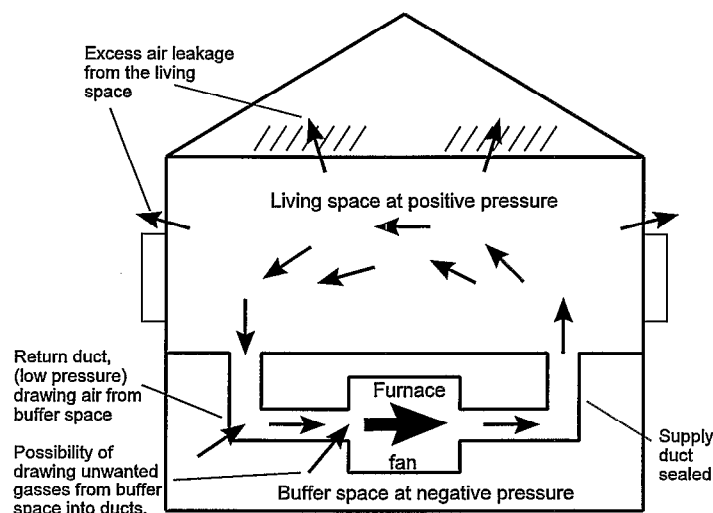 Excess air leakage
from the living
space
Living space at positive pressure
Return duct,
(low pressure)
drawing air from
buffer space
Furnace
fan
Supply
duct
sealed
Possibility of
drawing unwanted
gasses from buffer
space into ducts.
Buffer space at negative pressure